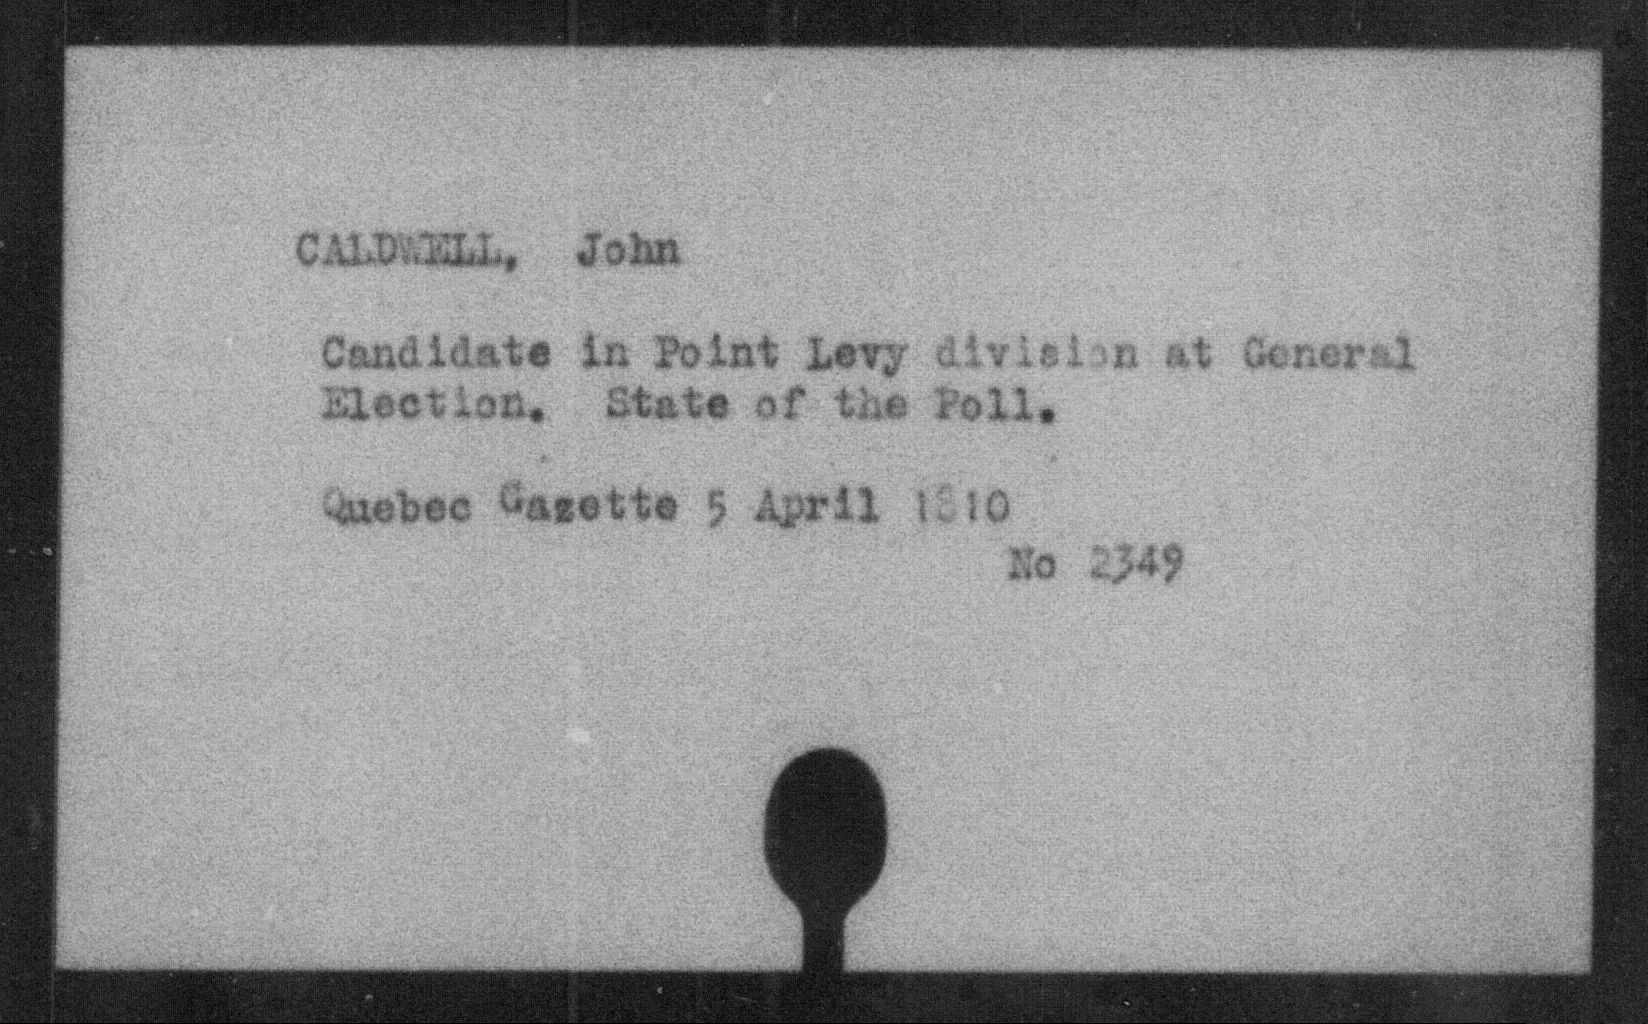 CALDWELL, John
Candidate in Point Levy division at General
Election. State of the Poll.
Quebec Gazette 5 April 1810
No 2349